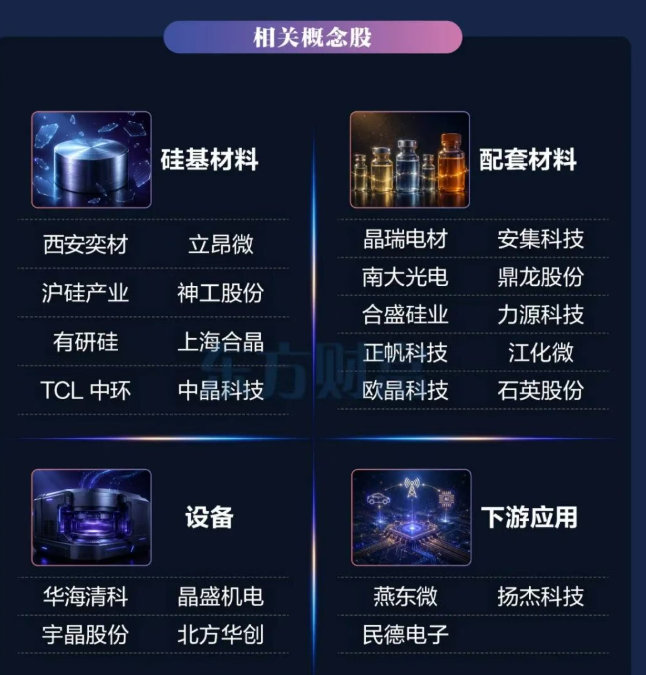 相关概念股
硅基材料
西安奕材 立昂微
沪硅产业 神工股份
有研硅 上海合晶
TCL 中环 中晶科技
配套材料
晶瑞电材 安集科技
南大光电 鼎龙股份
合盛硅业 力源科技
正帆科技 江化微
欧晶科技 石英股份
东方财
设备
华海清科 晶盛机电
宇晶股份 北方华创
下游应用
燕东微 扬杰科技
民德电子